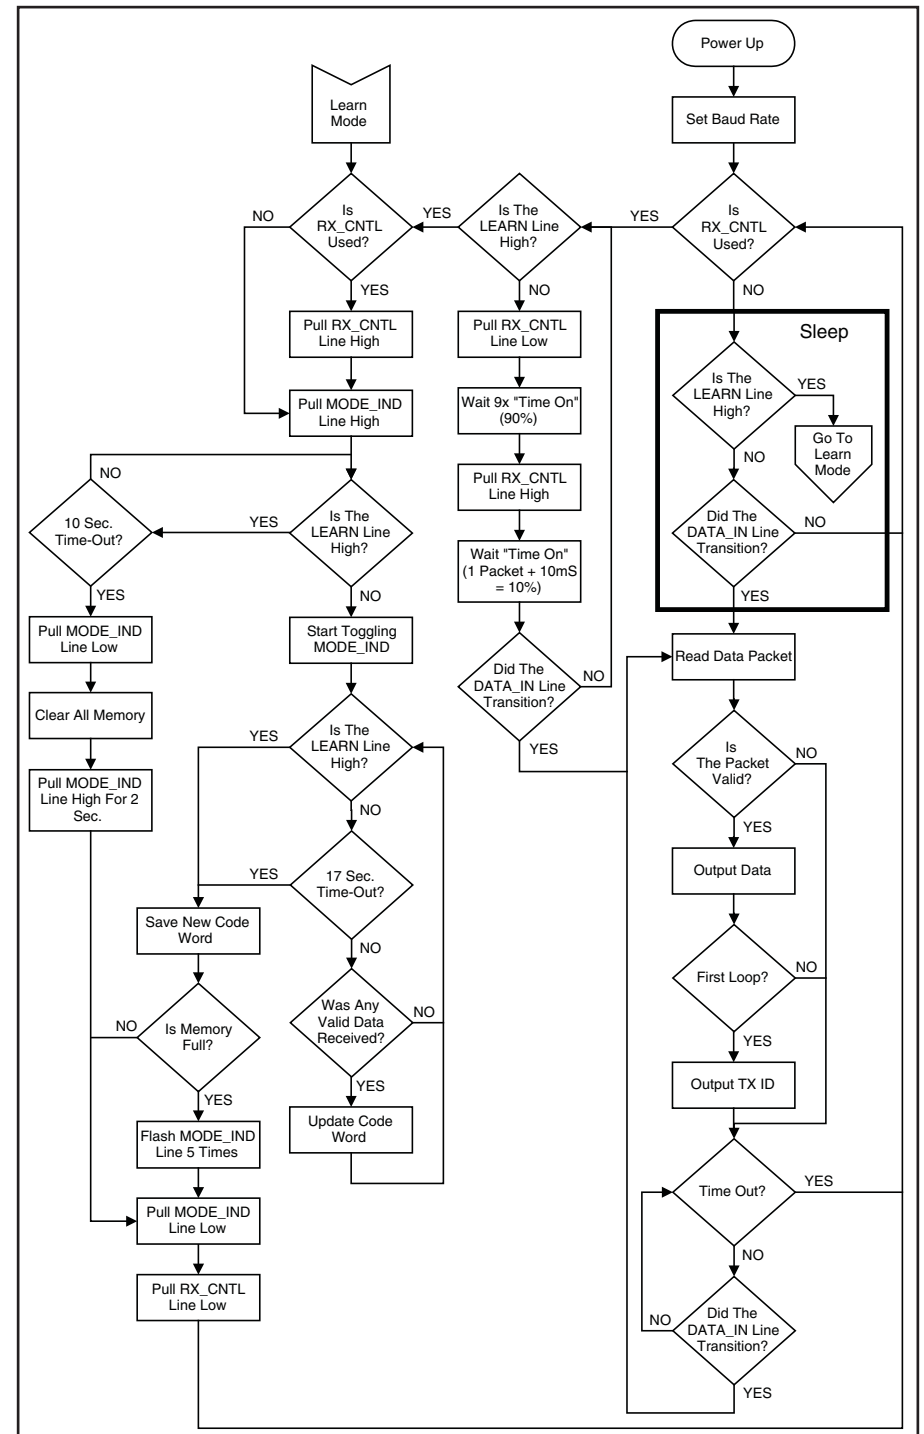 Power Up
Set Baud Rate
Is
RX_CNTL
Used?
YES
NO
Sleep
Is The
LEARN Line
High?
YES
Go To
Learn
Mode
NO
Did The
DATA_IN Line
Transition?
NO
YES
Read Data Packet
Is
The Packet
Valid?
NO
YES
Output Data
First Loop?
NO
YES
Output TX ID
Time Out?
YES
NO
Did The
DATA_IN Line
Transition?
NO
YES
Is The
LEARN Line
High?
YES
NO
Pull RX_CNTL
Line Low
Wait 9x "Time On"
(90%)
Pull RX_CNTL
Line High
Wait "Time On"
(1 Packet + 10mS
= 10%)
Did The
DATA_IN Line
Transition?
NO
YES
Learn
Mode
Is
RX_CNTL
Used?
NO
YES
Pull RX_CNTL
Line High
Pull MODE_IND
Line High
Is The
LEARN Line
High?
YES
NO
10 Sec.
Time-Out?
NO
YES
Pull MODE_IND
Line Low
Clear All Memory
Pull MODE_IND
Line High For 2
Sec.
Start Toggling
MODE_IND
Is The
LEARN Line
High?
YES
NO
17 Sec.
Time-Out?
YES
NO
Was Any
Valid Data
Received?
NO
YES
Update Code
Word
Save New Code
Word
Is Memory
Full?
NO
YES
Flash MODE_IND
Line 5 Times
Pull MODE_IND
Line Low
Pull RX_CNTL
Line Low